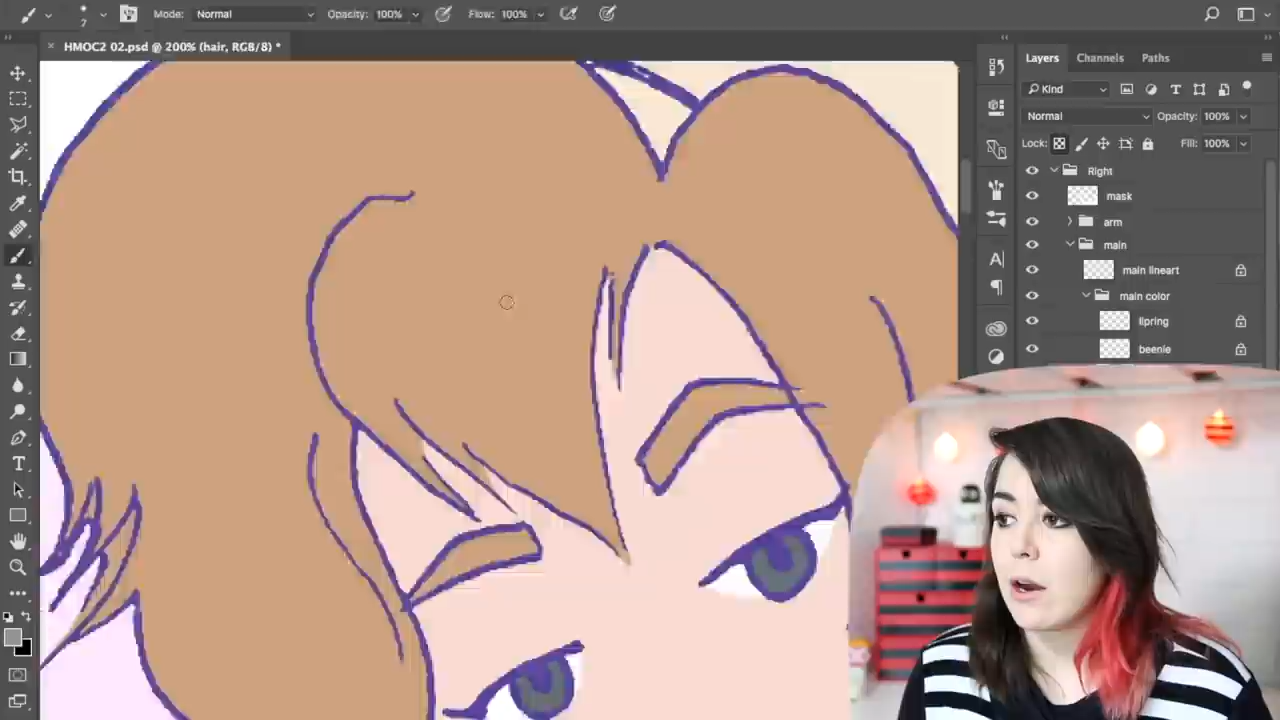 7
Mode: Normal
Opacity: 100%
Flow: 100%
× HMOC2 02.psd @ 200% (hair, RGB/8) *
Layers Channels Paths
Kind
Normal
Opacity: 100%
Lock:
Fill: 100%
Right
mask
arm
main
main lineart
main color
lipring
beenie